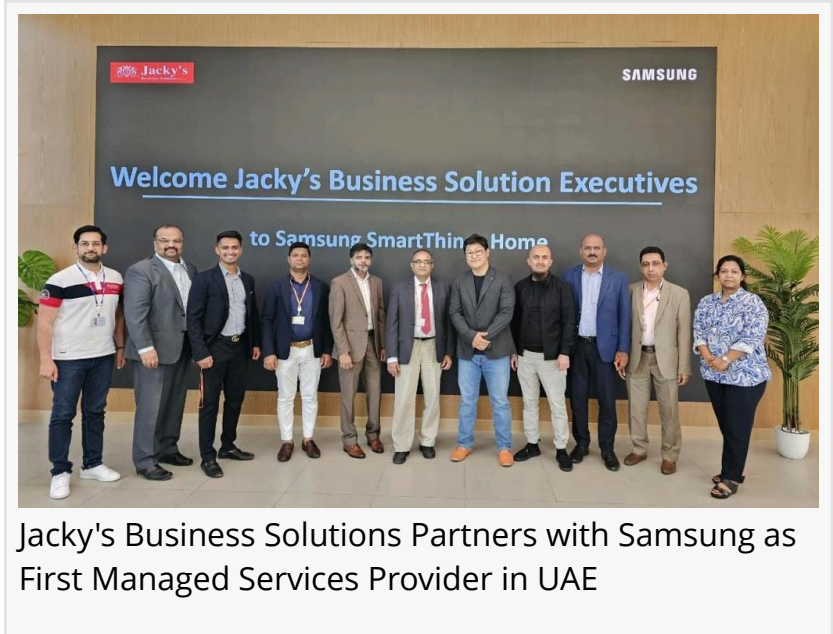 Jacky's
SAMSUNG
Welcome Jacky's Business Solution Executives
to Samsung SmartThin Home
Jacky's Business Solutions Partners with Samsung as
First Managed Services Provider in UAE